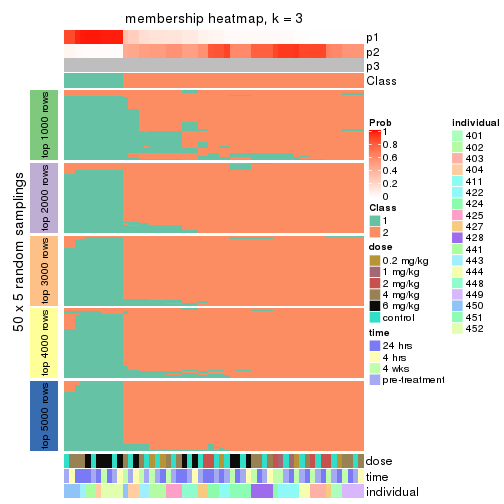 membership heatmap, k = 3
p1
p2
p3
Class
50 x 5 random samplings
top 1000 rows
top 2000 rows
top 3000 rows
top 4000 rows
top 5000 rows
dose
time
individual
Prob
1
0.8
0.6
0.4
0.2
0
Class
1
2
dose
0.2 mg/kg
1 mg/kg
2 mg/kg
4 mg/kg
6 mg/kg
control
time
24 hrs
4 hrs
4 wks
pre-treatment
individual
401
402
403
404
411
422
424
425
427
428
441
443
444
448
449
450
451
452